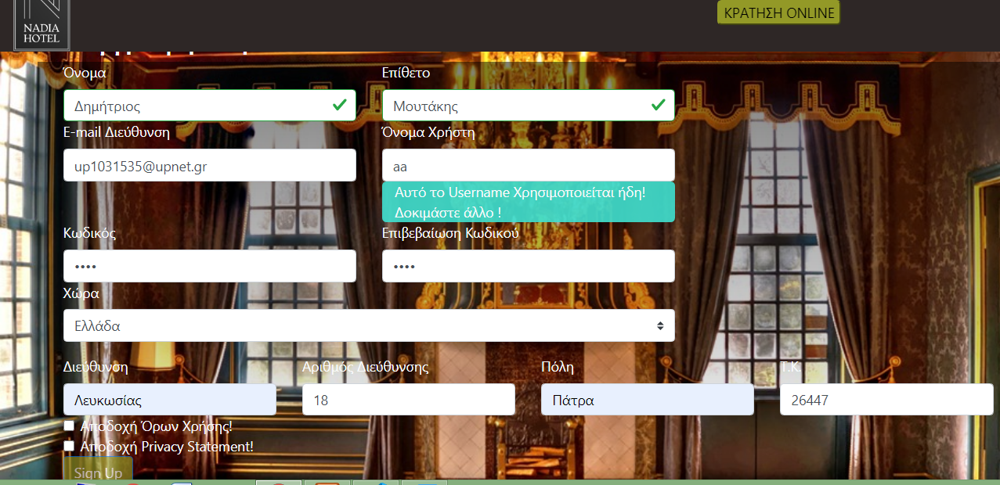 NADIA
HOTEL
ΚΡΑΤΗΣΗ ONLINE
Όνομα
Επίθετο
Δημήτριος
Μουτάκης
E-mail Διεύθυνση
Όνομα Χρήστη
up1031535@upnet.gr
aa
Αυτό το Username Χρησιμοποιείται ήδη!
Δοκιμάστε άλλο !
Κωδικός
Επιβεβαίωση Κωδικού
••••
••••
Χώρα
Ελλάδα
Διεύθυνση
Αριθμός Διεύθυνσης
Πόλη
Τ.Κ.
Λευκωσίας
18
Πάτρα
26447
Αποδοχή Όρων Χρήσης!
Αποδοχή Privacy Statement!
Sign Up